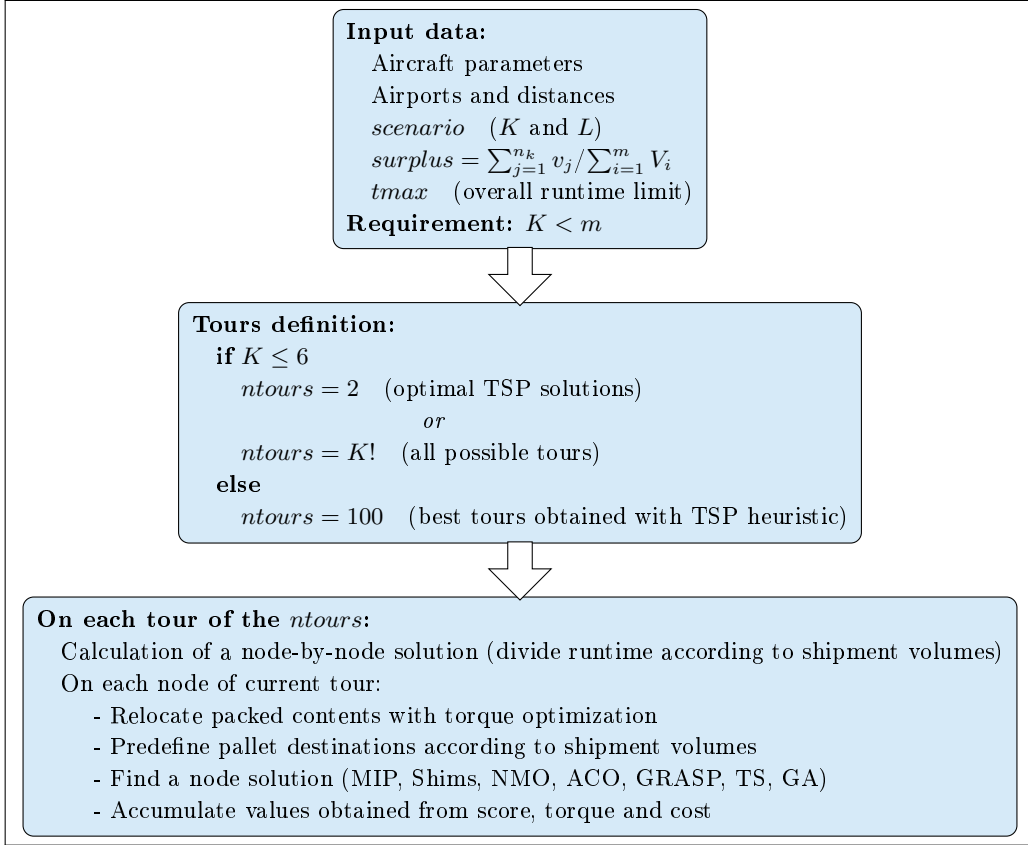 Input data:
Aircraft parameters
Airports and distances
scenario (K and L)
surplus = ∑_{j=1}^{n_k} v_j / ∑_{i=1}^{m} V_i
tmax (overall runtime limit)
Requirement: K < m
Tours definition:
if K ≤ 6
ntours = 2 (optimal TSP solutions)
or
ntours = K! (all possible tours)
else
ntours = 100 (best tours obtained with TSP heuristic)
On each tour of the ntours:
Calculation of a node-by-node solution (divide runtime according to shipment volumes)
On each node of current tour:
- Relocate packed contents with torque optimization
- Predefine pallet destinations according to shipment volumes
- Find a node solution (MIP, Shims, NMO, ACO, GRASP, TS, GA)
- Accumulate values obtained from score, torque and cost